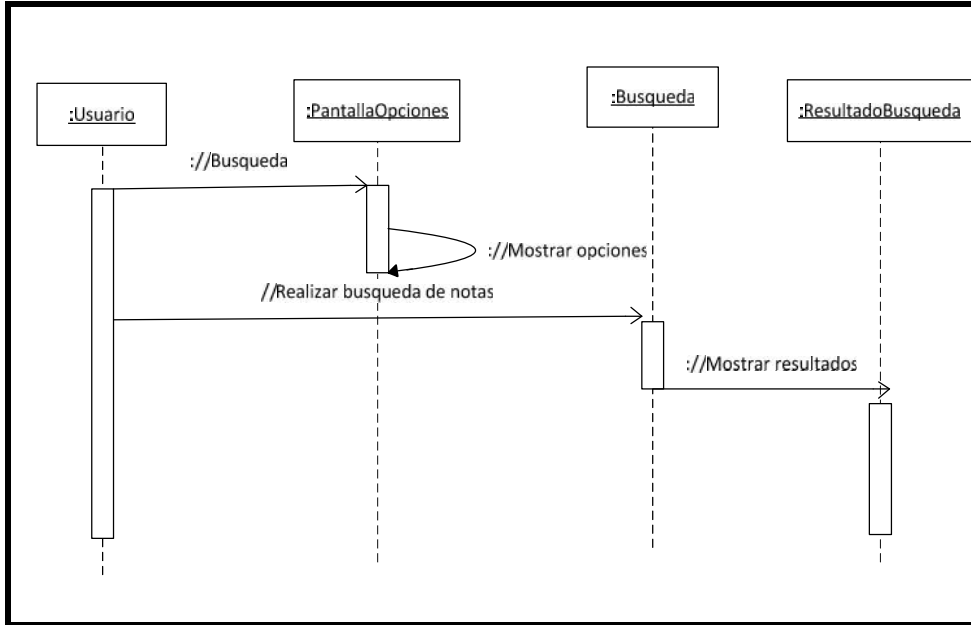 :Usuario
:PantallaOpciones
:Busqueda
:ResultadoBusqueda
://Busqueda
://Mostrar opciones
//Realizar busqueda de notas
://Mostrar resultados